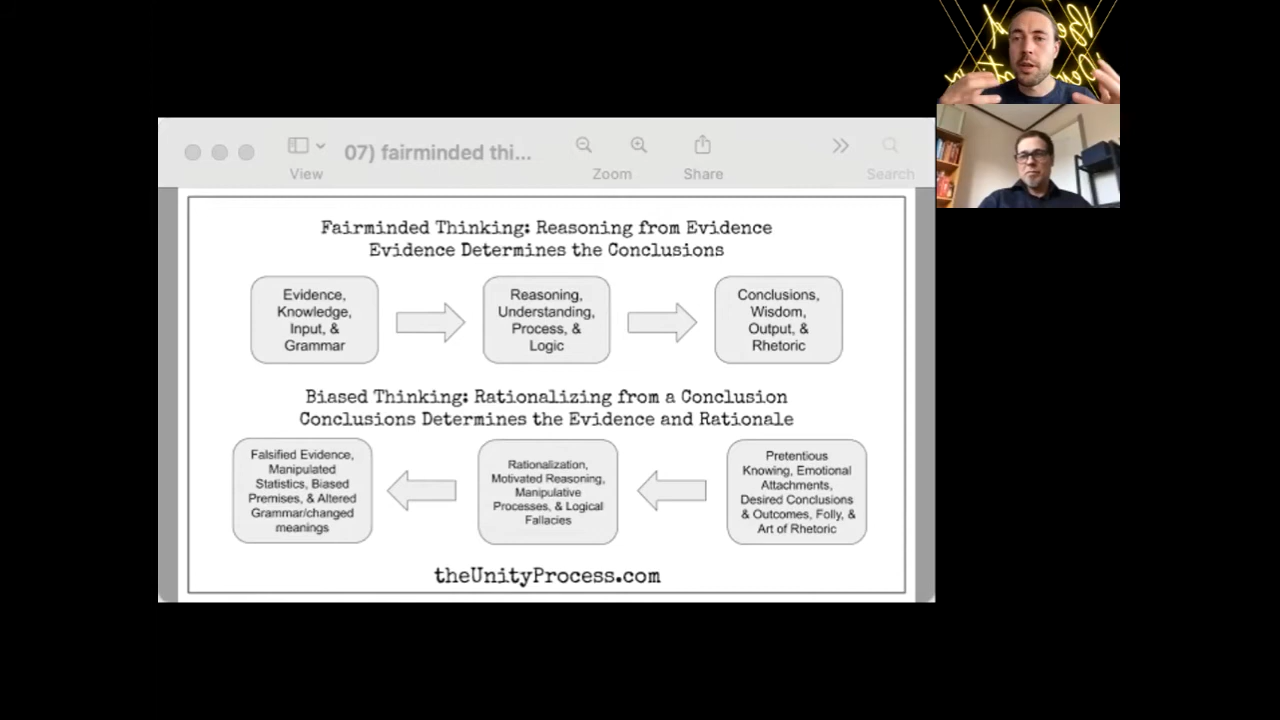 07) fairminded thi...
View
Zoom
Share
Search
Fairminded Thinking: Reasoning from Evidence
Evidence Determines the Conclusions
Evidence,
Knowledge,
Input, &
Grammar
Reasoning,
Understanding,
Process, &
Logic
Conclusions,
Wisdom,
Output, &
Rhetoric
Biased Thinking: Rationalizing from a Conclusion
Conclusions Determines the Evidence and Rationale
Falsified Evidence,
Manipulated
Statistics, Biased
Premises, & Altered
Grammar/changed
meanings
Rationalization,
Motivated Reasoning,
Manipulative
Processes, & Logical
Fallacies
Pretentious
Knowing, Emotional
Attachments,
Desired Conclusions
& Outcomes, Folly, &
Art of Rhetoric
theUnityProcess.com